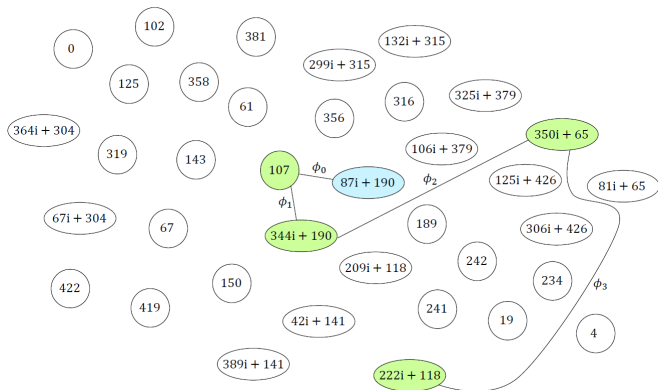 102
381
132i + 315
0
299i + 315
125
358
325i + 379
61
316
356
364i + 304
350i + 65
106i + 379
319
143
107
ϕ₀
87i + 190
ϕ₂
125i + 426
81i + 65
ϕ₁
67i + 304
67
189
306i + 426
344i + 190
209i + 118
242
150
234
ϕ₃
422
419
241
42i + 141
19
4
389i + 141
222i + 118